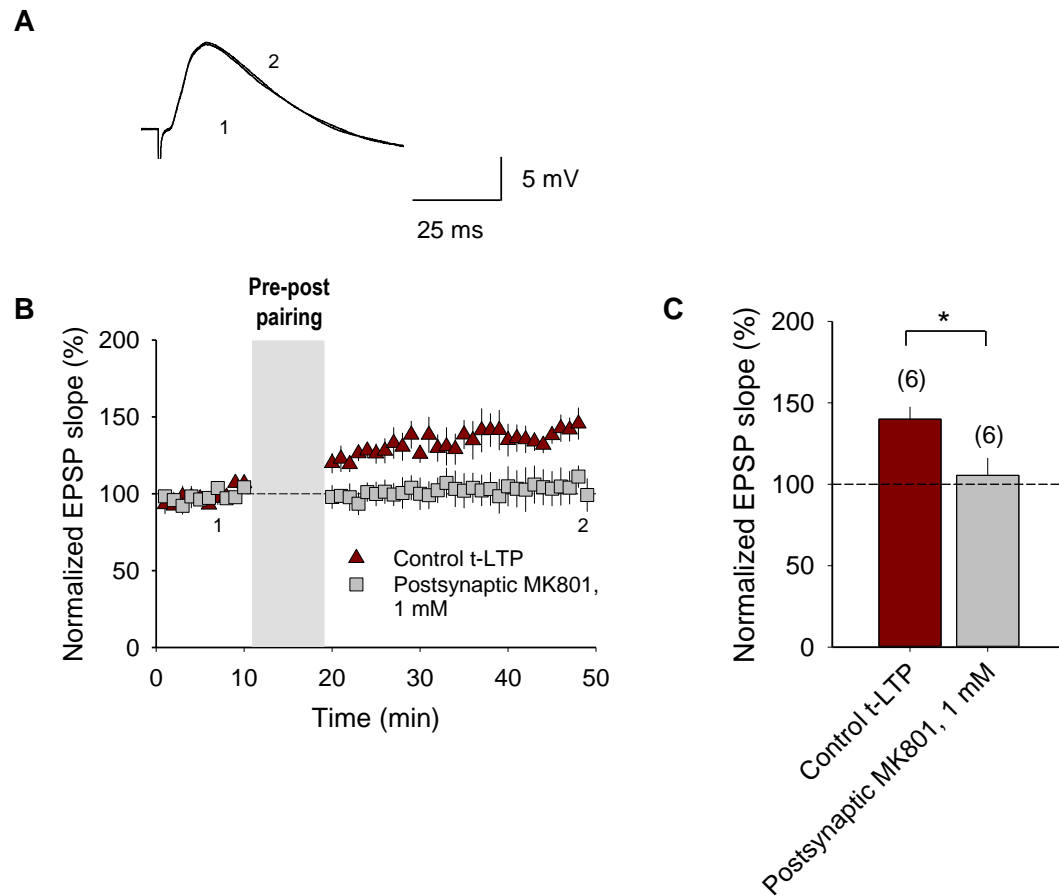 A
2
1
5 mV
25 ms
B
Pre-post
pairing
Normalized EPSP slope (%)
200
150
100
50
0
1
2
Control t-LTP
Postsynaptic MK801,
1 mM
0
10
20
30
40
50
Time (min)
C
Normalized EPSP slope (%)
200
150
100
50
0
*
(6)
(6)
Control t-LTP
Postsynaptic MK801, 1 mM